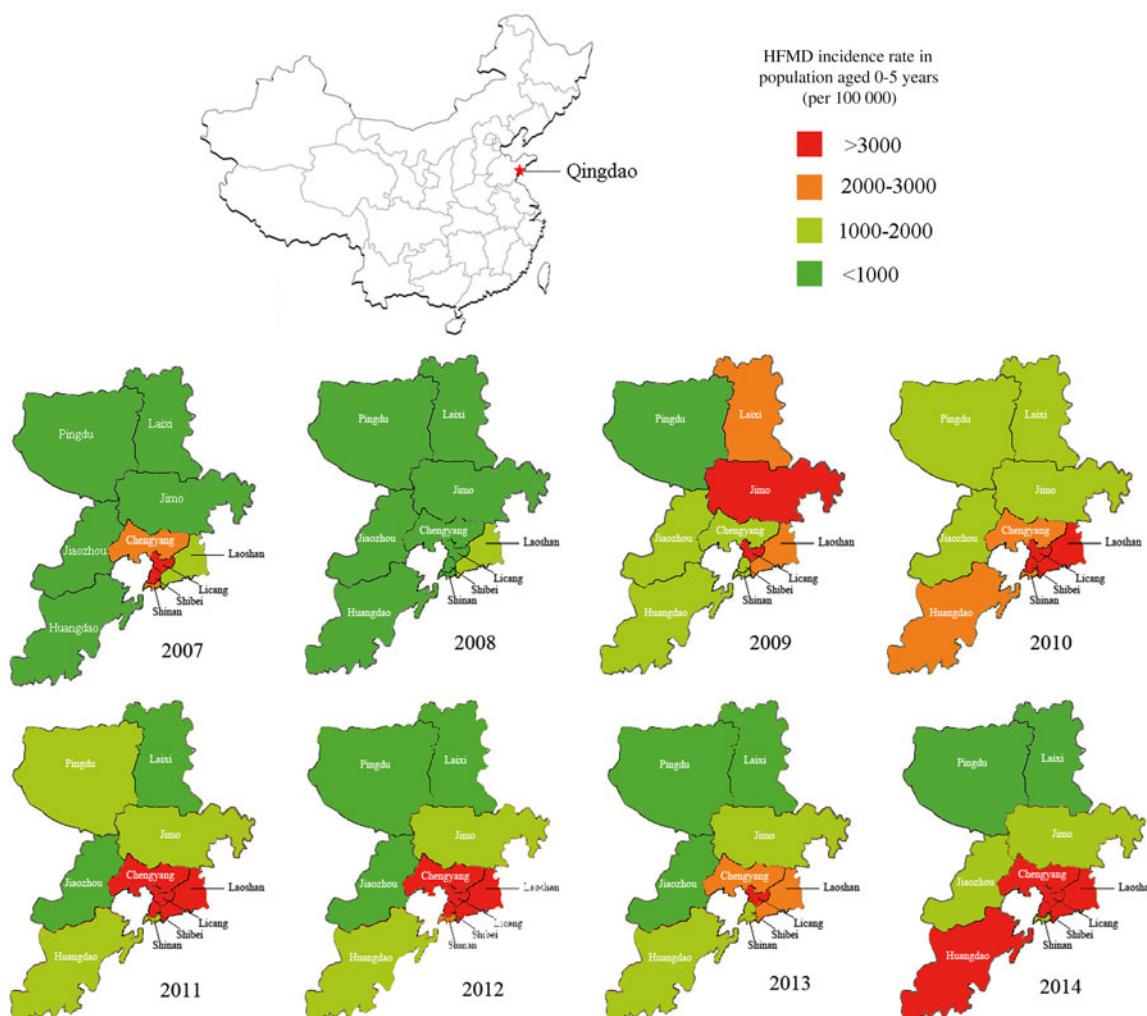 HFMD incidence rate in
population aged 0-5 years
(per 100 000)
>3000
2000-3000
1000-2000
<1000
Qingdao
Pingdu
Laixi
Jimo
Chengyang
Jiaozhou
Laoshan
Licang
Shibei
Shinan
Huangdao
2007
Pingdu
Laixi
Jimo
Chengyang
Jiaozhou
Laoshan
Licang
Shibei
Shinan
Huangdao
2008
Pingdu
Laixi
Jimo
Chengyang
Jiaozhou
Laoshan
Licang
Shibei
Shinan
Huangdao
2009
Pingdu
Laixi
Jimo
Chengyang
Jiaozhou
Laoshan
Licang
Shibei
Shinan
Huangdao
2010
Pingdu
Laixi
Jimo
Chengyang
Jiaozhou
Laoshan
Licang
Shibei
Shinan
Huangdao
2011
Pingdu
Laixi
Jimo
Chengyang
Jiaozhou
Laoshan
Licang
Shibei
Shinan
Huangdao
2012
Pingdu
Laixi
Jimo
Chengyang
Jiaozhou
Laoshan
Licang
Shibei
Shinan
Huangdao
2013
Pingdu
Laixi
Jimo
Chengyang
Jiaozhou
Laosha
Licang
Shibei
Shinan
Huangdao
2014